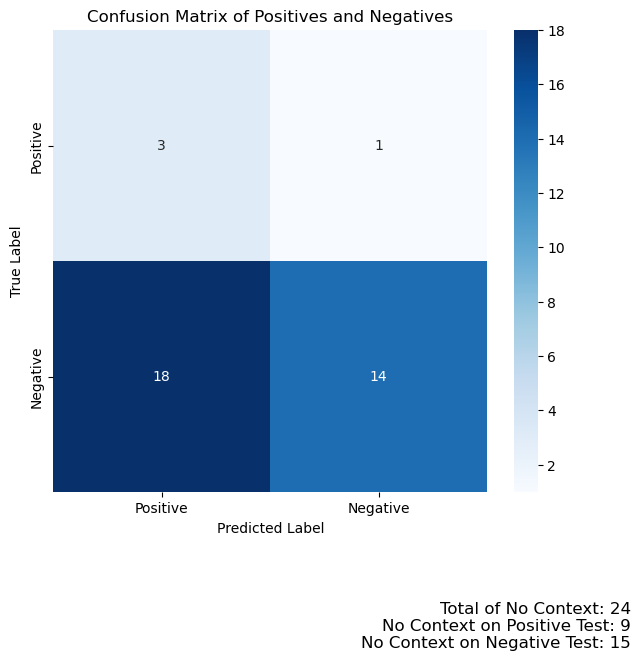 Confusion Matrix of Positives and Negatives
18
16
14
12
10
8
6
4
2
True Label
Positive
3
1
Negative
18
14
Positive
Negative
Predicted Label
Total of No Context: 24
No Context on Positive Test: 9
No Context on Negative Test: 15